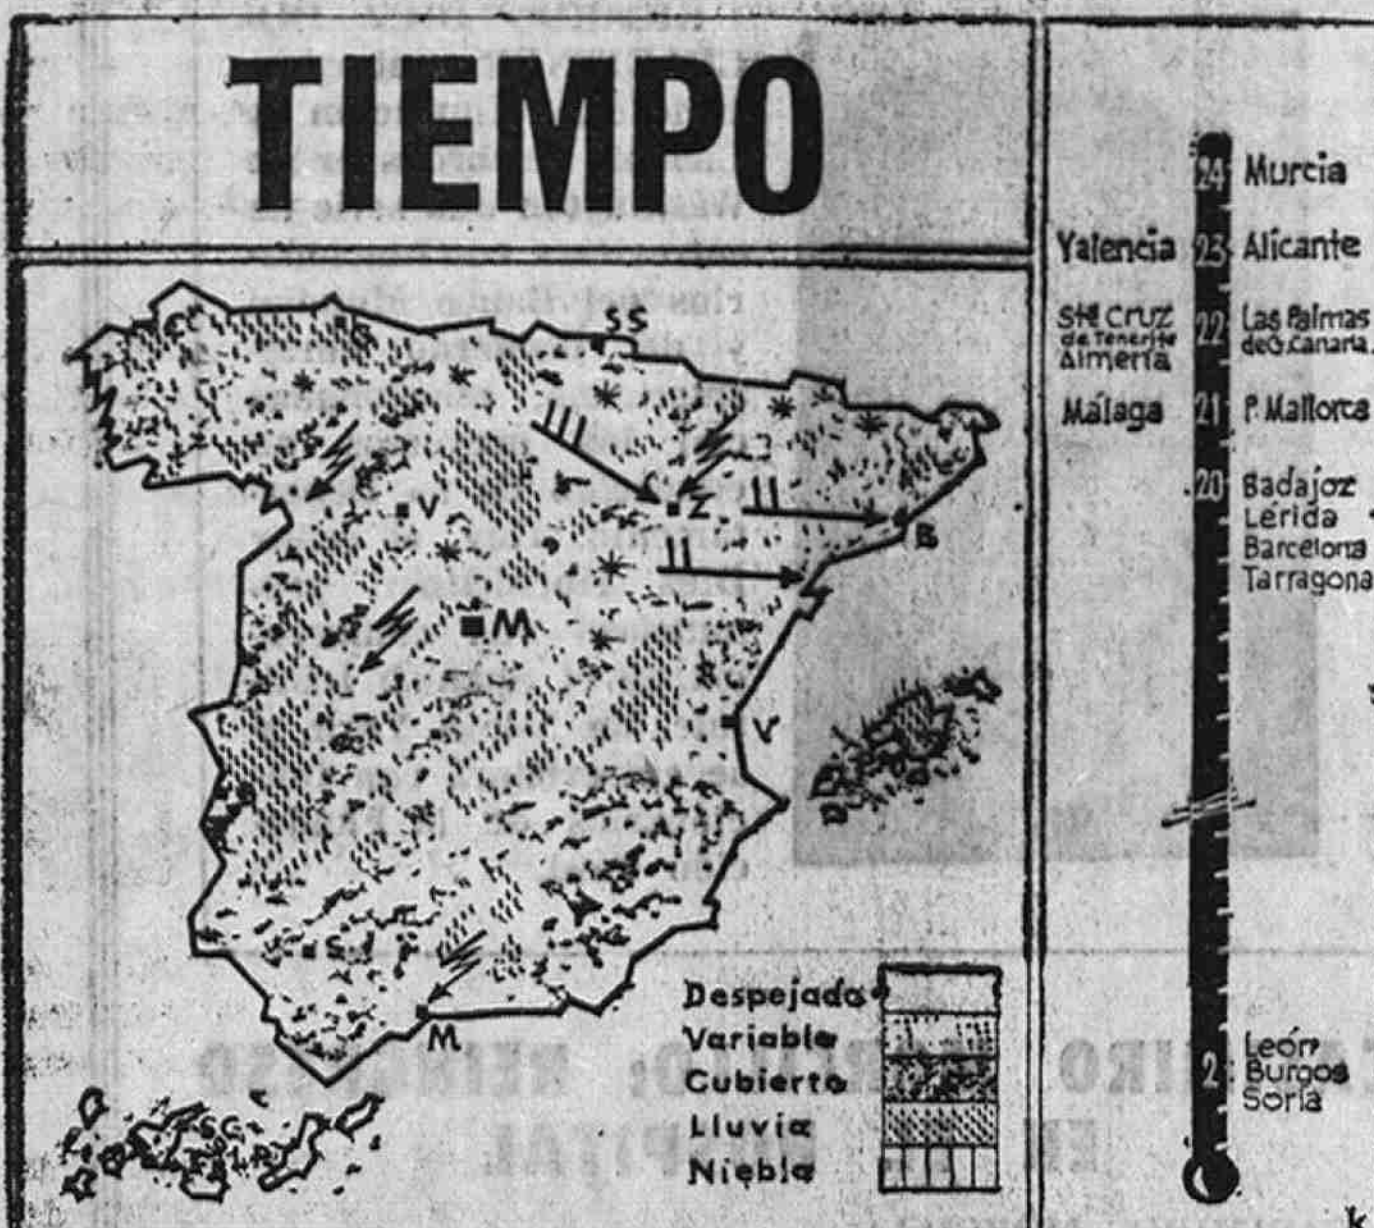 TIEMPO
SS
V
Z
B
M
V
S
M
Despejado
Variable
Cubierto
Lluvia
Niebla
24 Murcia
Valencia 23 Alicante
Sta CRUZ de Tenerife Almería 22 Las Palmas de G. Canaria.
Málaga 21 P. Mallorca
20 Badajoz
Lerida
Barcelona
Tarragona
2 León
Burgos
Soria